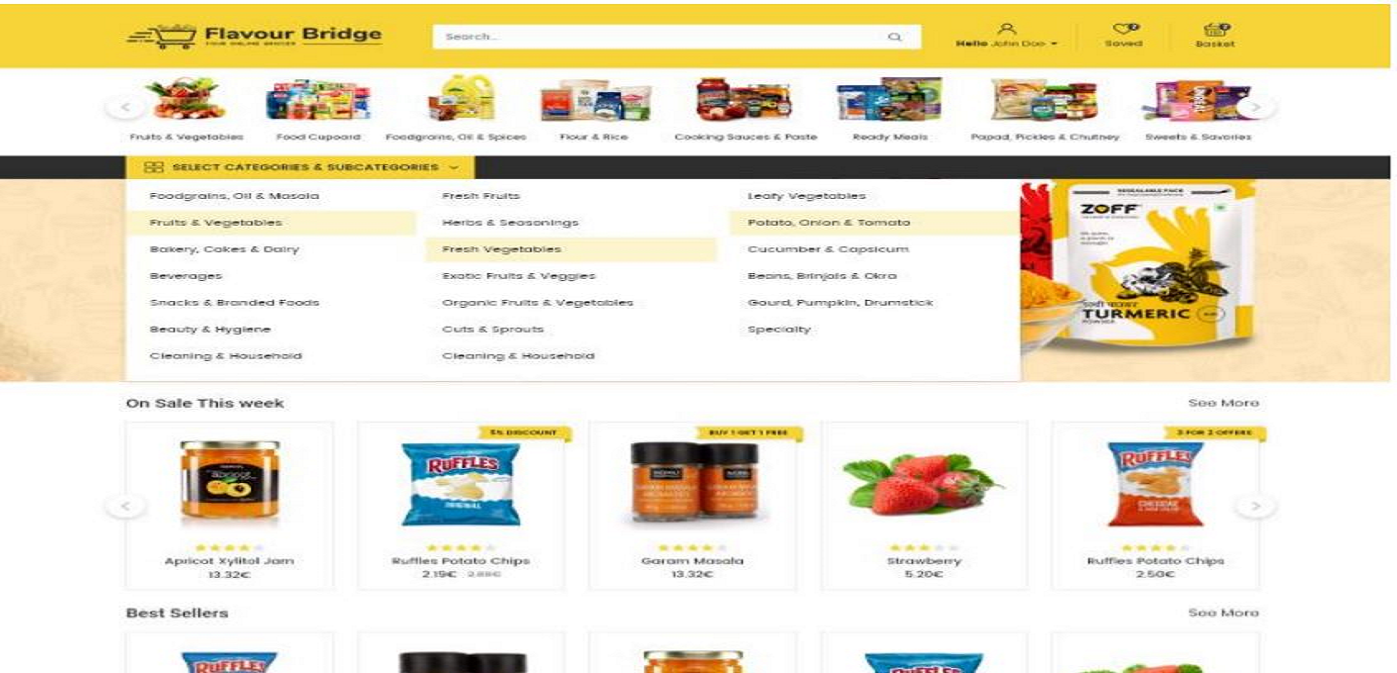 Flavour Bridge
YOUR ONLINE GROCER
Search...
Hello John Doe
Saved
Basket
Fruits & Vegetables
Food Cupoard
Foodgrains, Oil & Spices
Flour & Rice
Cooking Sauces & Paste
Ready Meals
Papad, Pickles & Chutney
Sweets & Savories
SELECT CATEGORIES & SUBCATEGORIES
Foodgrains, Oil & Masala
Fruits & Vegetables
Bakery, Cakes & Dairy
Beverages
Snacks & Branded Foods
Beauty & Hygiene
Cleaning & Household
Fresh Fruits
Herbs & Seasonings
Fresh Vegetables
Exotic Fruits & Veggies
Organic Fruits & Vegetables
Cuts & Sprouts
Cleaning & Household
Leafy Vegetables
Potato, Onion & Tomato
Cucumber & Capsicum
Beans, Brinjals & Okra
Gourd, Pumpkin, Drumstick
Specialty
RESEALABLE PACK
ZOFF
TURMERIC
POWDER
On Sale This week
See More
Apricot Xylitol Jam
13.32€
5% DISCOUNT
RUFFLES
ORIGINAL
Ruffles Potato Chips
2.19€ 2.88€
BUY 1 GET 1 FREE
Garam Masala
13.32€
Strawberry
5.20€
3 FOR 2 OFFERS
RUFFLES
Ruffles Potato Chips
2.50€
Best Sellers
See More
RUFFLES
RUFFLES